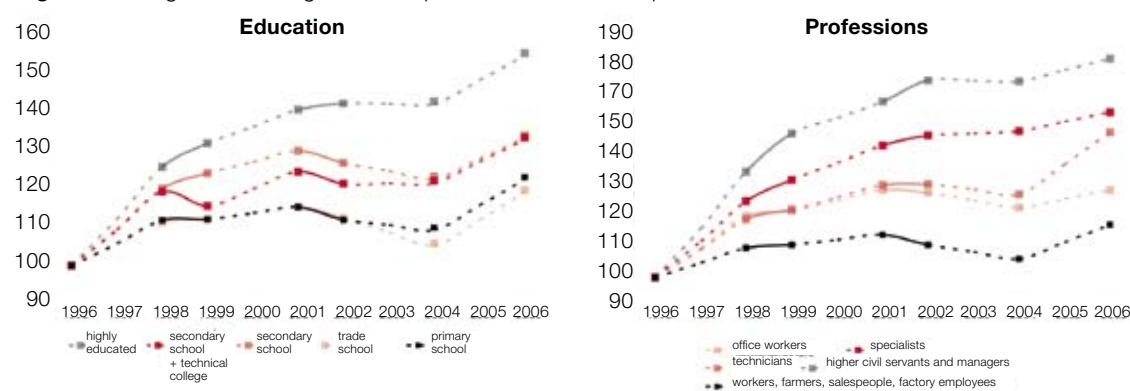 Education
160
150
140
130
120
110
100
90
1996 1997 1998 1999 2000 2001 2002 2003 2004 2005 2006
highly educated
secondary school + technical college
secondary school
trade school
primary school
Professions
190
180
170
160
150
140
130
120
110
100
90
1996 1997 1998 1999 2000 2001 2002 2003 2004 2005 2006
office workers
specialists
technicians
higher civil servants and managers
workers, farmers, salespeople, factory employees